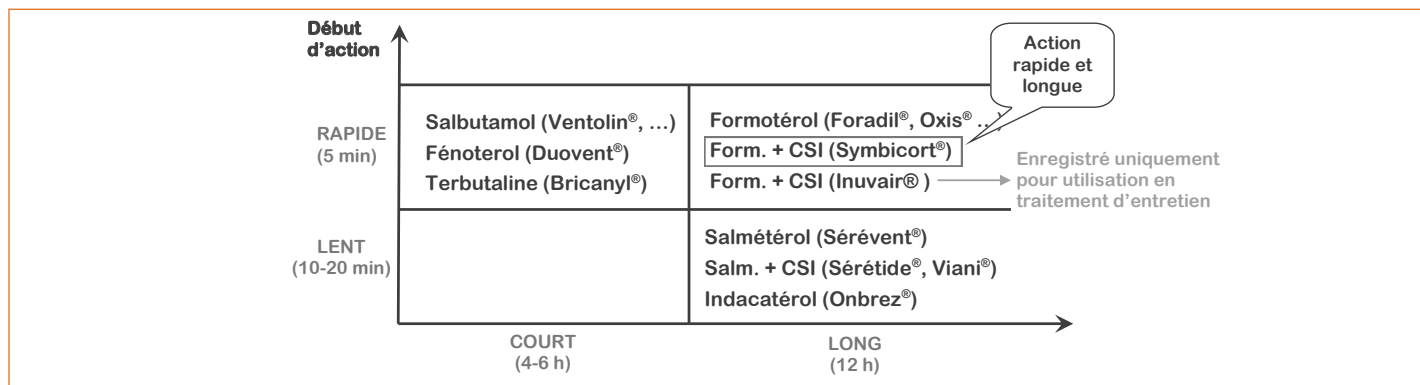 Début
d’action
Action
rapide et
longue
RAPIDE
(5 min)
Salbutamol (Ventolin®, …)
Fénoterol (Duovent®)
Terbutaline (Bricanyl®)
Formotérol (Foradil®, Oxis® …)
Form. + CSI (Symbicort®)
Form. + CSI (Inuvair® )
Enregistré uniquement
pour utilisation en
traitement d’entretien
LENT
(10-20 min)
Salmétérol (Sérévent®)
Salm. + CSI (Sérétide®, Viani®)
Indacatérol (Onbrez®)
COURT
(4-6 h)
LONG
(12 h)